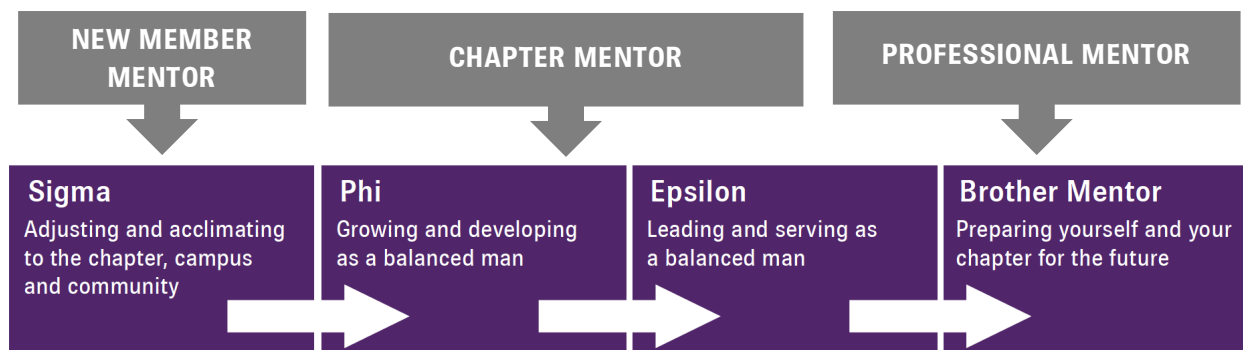 NEW MEMBER
MENTOR
CHAPTER MENTOR
PROFESSIONAL MENTOR
Sigma
Adjusting and acclimating
to the chapter, campus
and community
Phi
Growing and developing
as a balanced man
Epsilon
Leading and serving as
a balanced man
Brother Mentor
Preparing yourself and your
chapter for the future